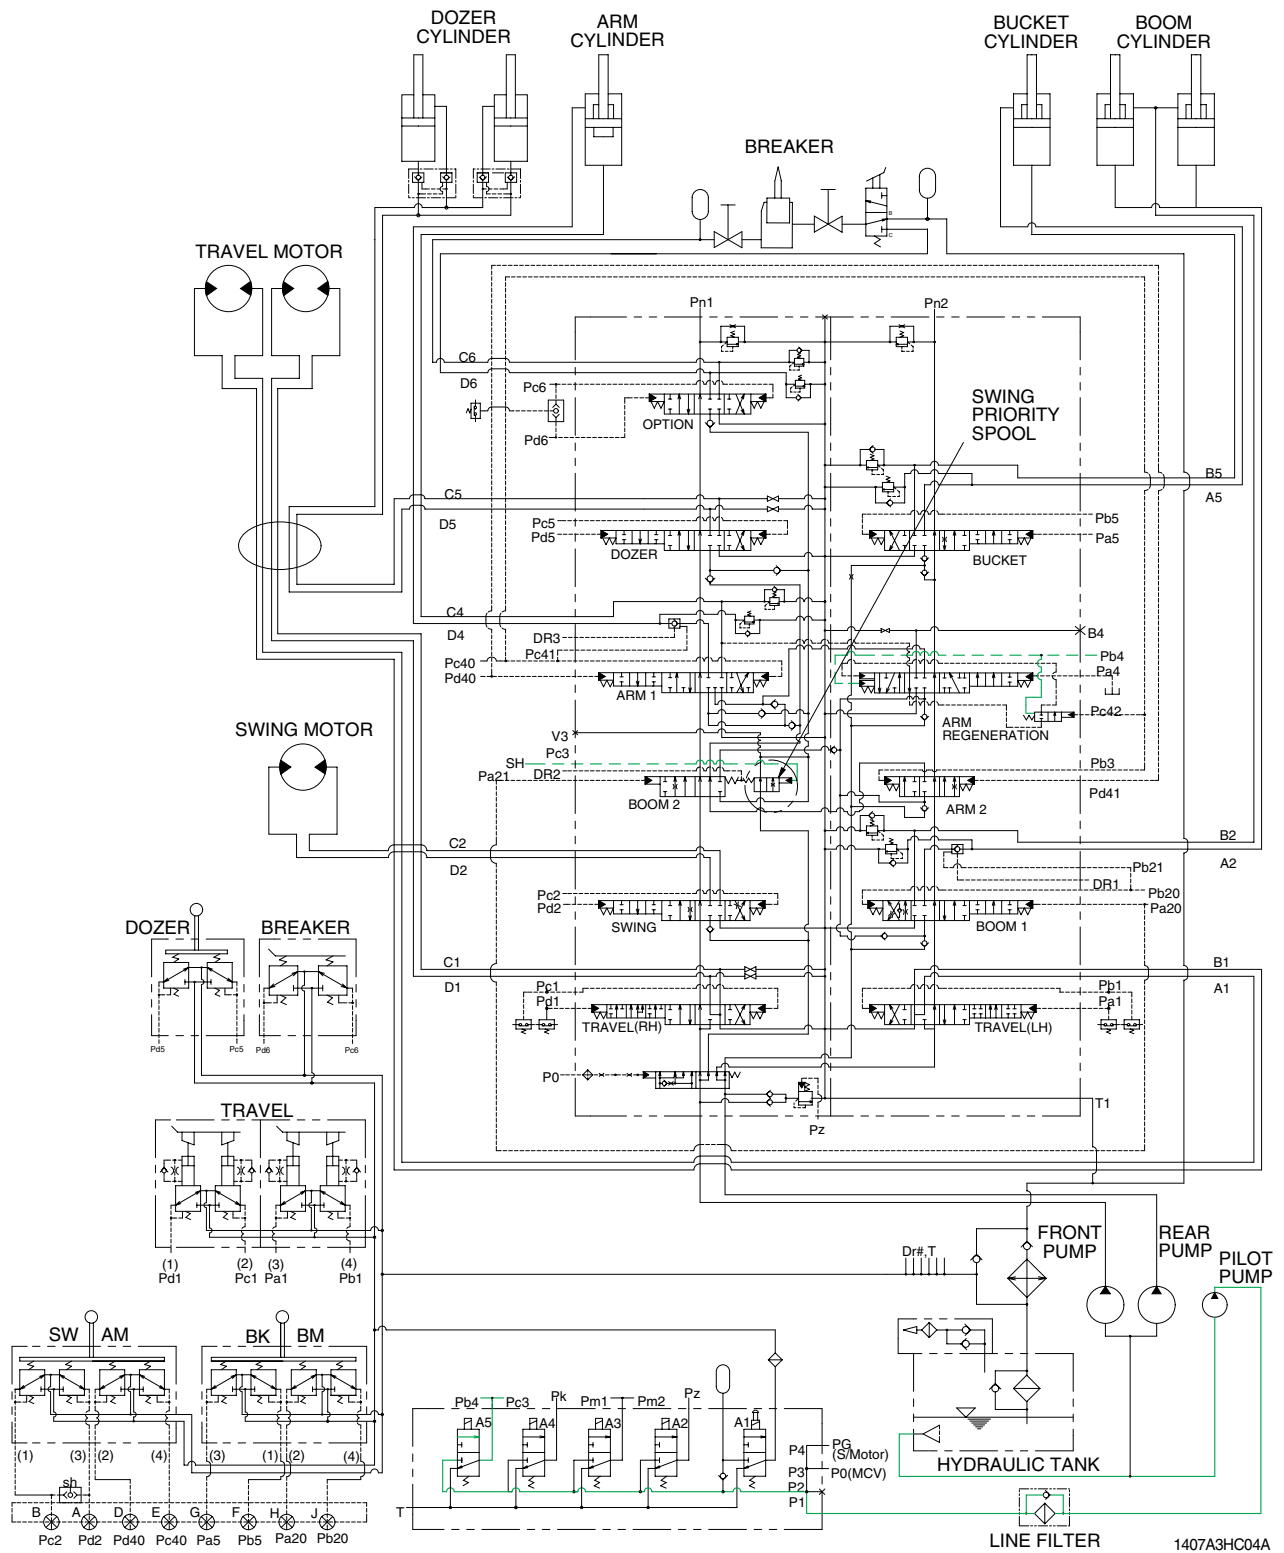 DOZER
CYLINDER
ARM
CYLINDER
BUCKET
CYLINDER
BOOM
CYLINDER
BREAKER
B
C
TRAVEL MOTOR
Pn1
Pn2
C6
D6
Pc6
Pd6
OPTION
SWING
PRIORITY
SPOOL
C5
D5
Pc5
Pd5
DOZER
B5
A5
Pb5
Pa5
BUCKET
C4
D4
DR3
Pc41
Pc40
Pd40
ARM 1
B4
Pb4
Pa4
Pc42
ARM
REGENERATION
SWING MOTOR
V3
Pc3
SH
DR2
Pa21
BOOM 2
Pb3
Pd41
ARM 2
C2
D2
B2
A2
Pb21
DR1
Pc2
Pd2
SWING
Pb20
Pa20
BOOM 1
DOZER
BREAKER
Pd5
Pc5
Pd6
Pc6
C1
D1
B1
A1
Pc1
Pd1
TRAVEL(RH)
Pb1
Pa1
TRAVEL(LH)
P0
Pz
T1
TRAVEL
(1)
Pd1
(2)
Pc1
(3)
Pa1
(4)
Pb1
Dr#,T
FRONT
PUMP
REAR
PUMP
PILOT
PUMP
SW
AM
BK
BM
(1)
(3)
(2)
(4)
(3)
(1)
(2)
(4)
sh
B
A
D
E
G
F
H
J
Pc2
Pd2
Pd40
Pc40
Pa5
Pb5
Pa20
Pb20
Pb4
Pc3
Pk
Pm1
Pm2
Pz
A5
A4
A3
A2
A1
T
P4
PG
(S/Motor)
P3
P0(MCV)
P2
P1
HYDRAULIC TANK
LINE FILTER
1407A3HC04A